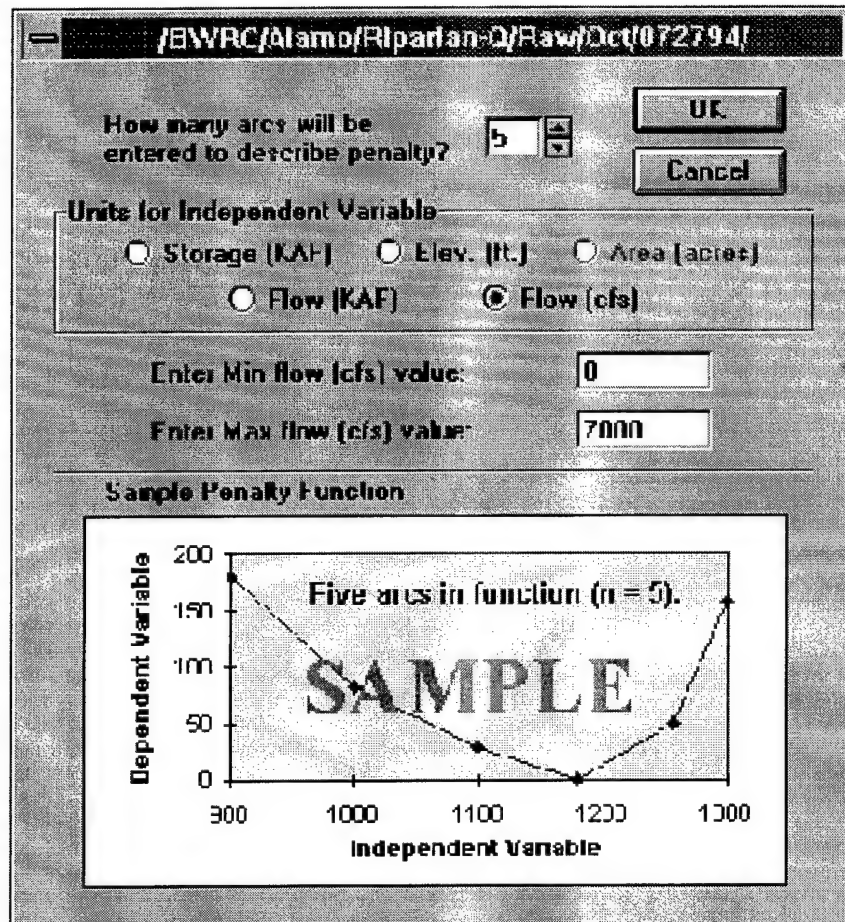 /BWRC/Alamo/Riparian-Q/Raw/Oct/072794/
How many arcs will be
entered to describe penalty?
5
OK
Cancel
Units for Independent Variable
Storage (KAF)
Elev. (ft.)
Area (acres)
Flow (KAF)
Flow (cfs)
Enter Min flow (cfs) value:
0
Enter Max flow (cfs) value:
7000
Sample Penalty Function
Five arcs in function (n = 5).
SAMPLE
Dependent Variable
200
150
100
50
0
900
1000
1100
1200
1300
Independent Variable